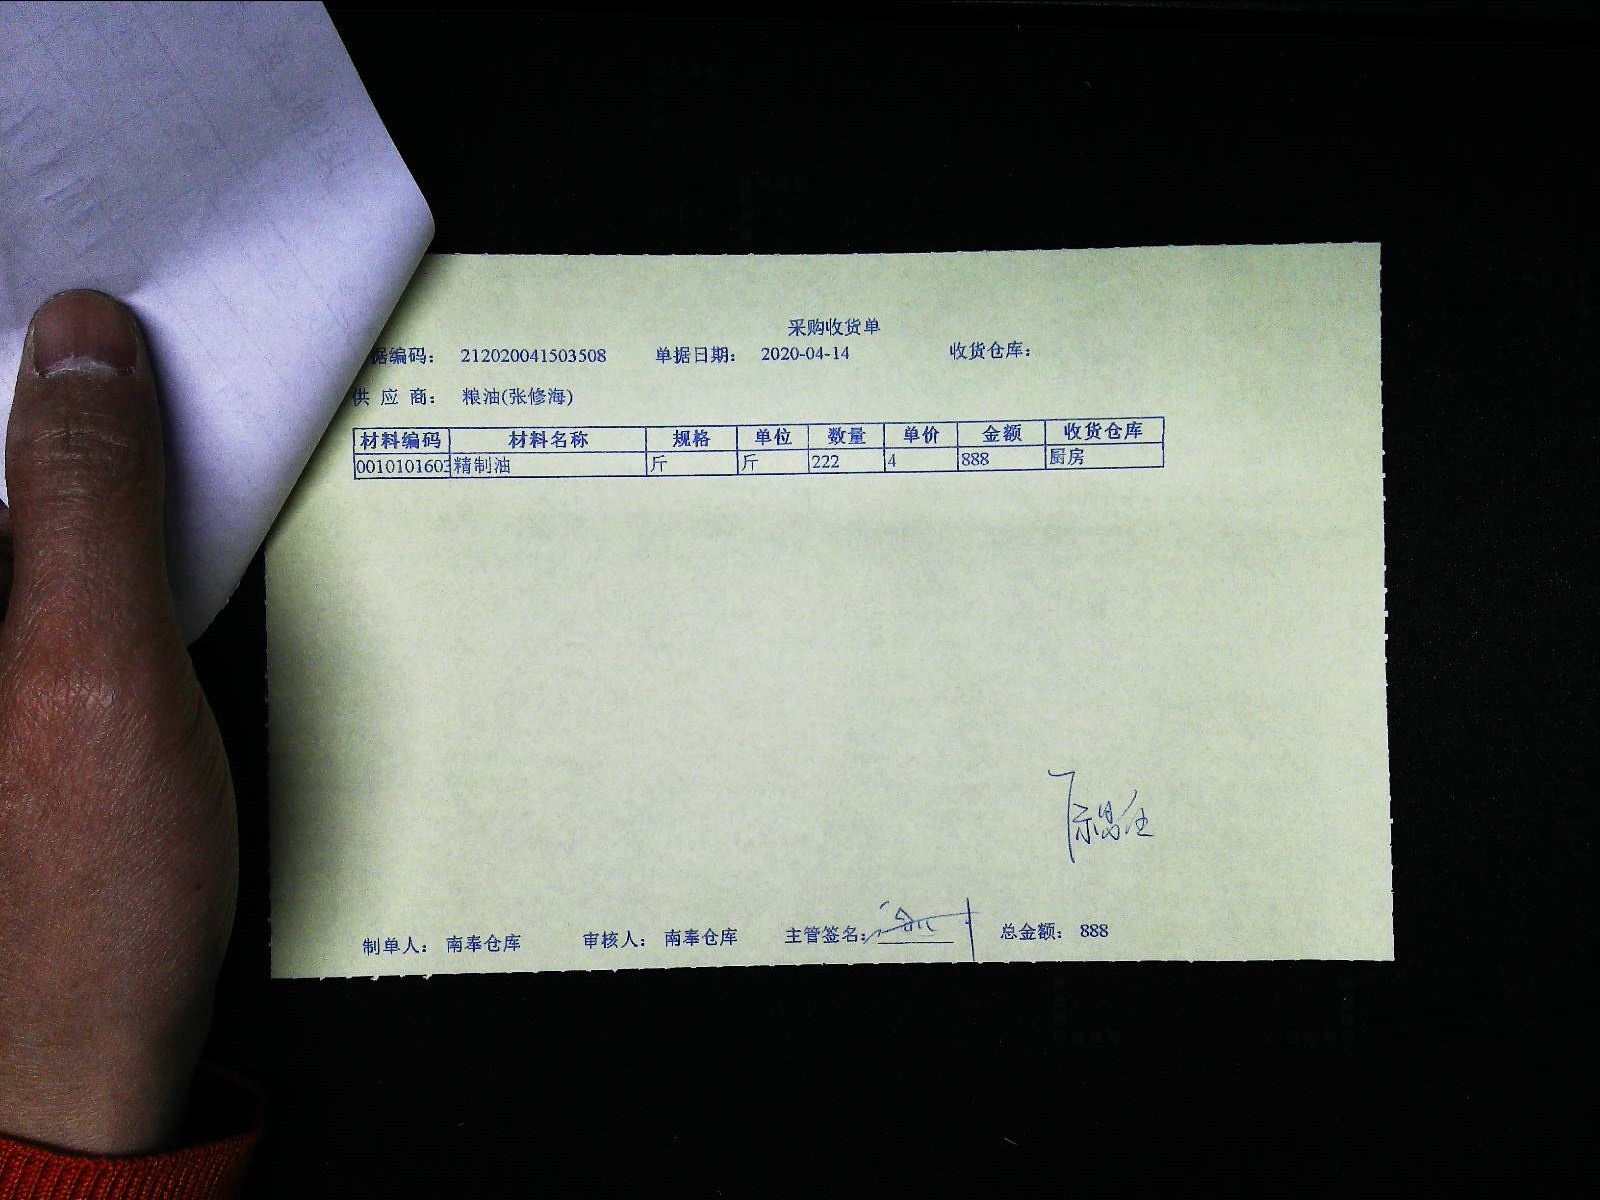 采购收货单
据编码： 212020041503508 单据日期： 2020-04-14 收货仓库：
供 应 商： 粮油(张修海)
材料编码 材料名称 规格 单位 数量 单价 金额 收货仓库
001010160 精制油 斤 斤 222 4 888 厨房
制单人： 南奉仓库 审核人： 南奉仓库 主管签名： 总金额： 888